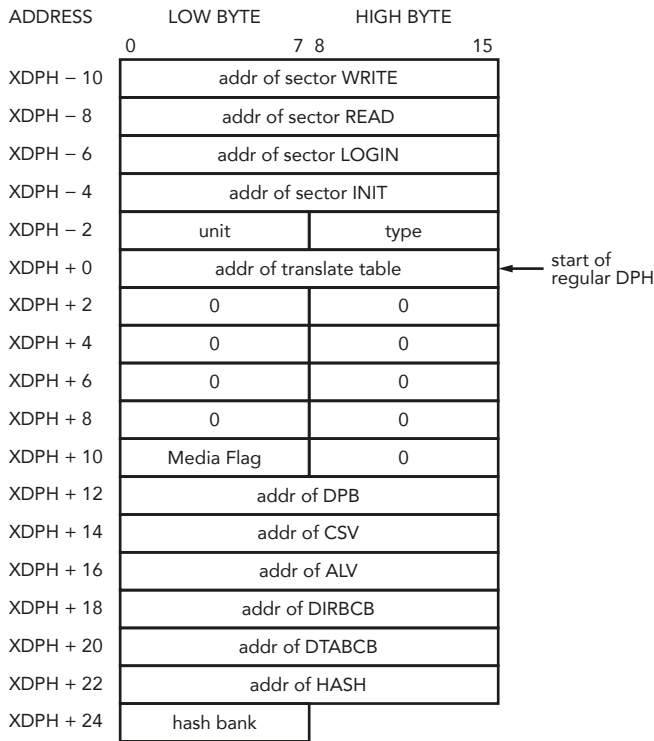 ADDRESS LOW BYTE HIGH BYTE
0 7 8 15
XDPH − 10 addr of sector WRITE
XDPH − 8 addr of sector READ
XDPH − 6 addr of sector LOGIN
XDPH − 4 addr of sector INIT
XDPH − 2 unit type
XDPH + 0 addr of translate table start of
regular DPH
XDPH + 2 0 0
XDPH + 4 0 0
XDPH + 6 0 0
XDPH + 8 0 0
XDPH + 10 Media Flag 0
XDPH + 12 addr of DPB
XDPH + 14 addr of CSV
XDPH + 16 addr of ALV
XDPH + 18 addr of DIRBCB
XDPH + 20 addr of DTABCB
XDPH + 22 addr of HASH
XDPH + 24 hash bank